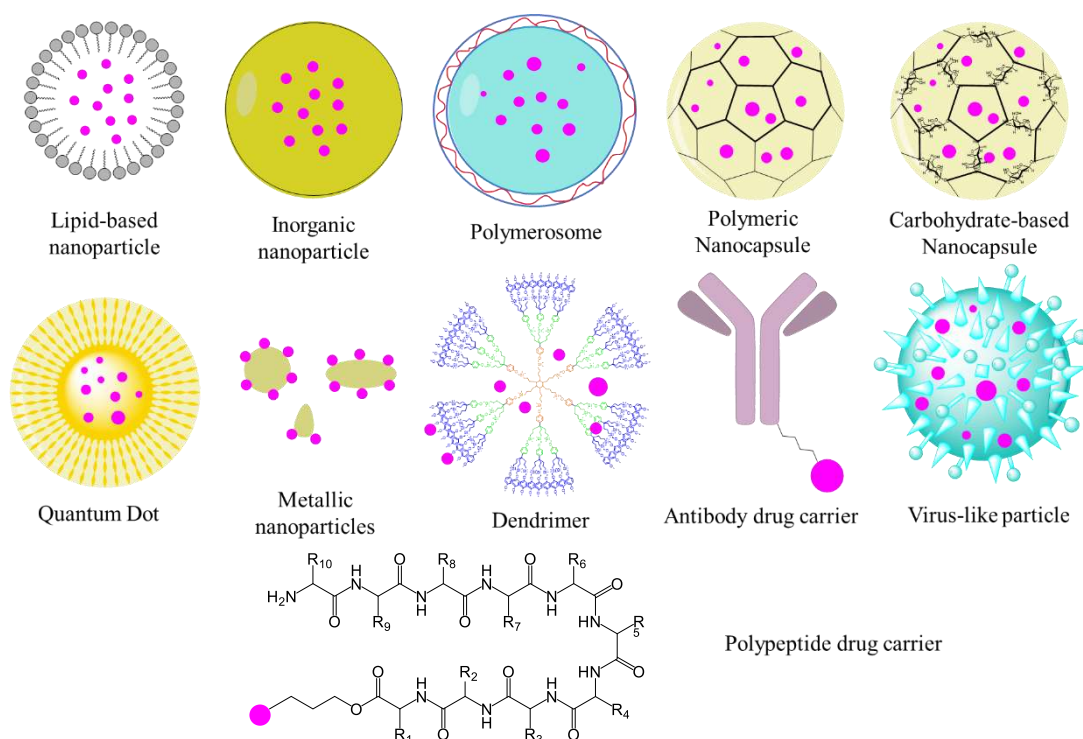 Lipid-based
nanoparticle
Inorganic
nanoparticle
Polymerosome
Polymeric
Nanocapsule
Carbohydrate-based
Nanocapsule
Quantum Dot
Metallic
nanoparticles
Dendrimer
Antibody drug carrier
Virus-like particle
R10
O
H
N
R8
O
H
N
R6
H2N
O
R9
N
H
O
R7
N
H
O
HN
R
5
Polypeptide drug carrier
O
O
R2
H
N
O
H
N
HN
O
O
R1
N
H
O
R3
N
H
O
R4